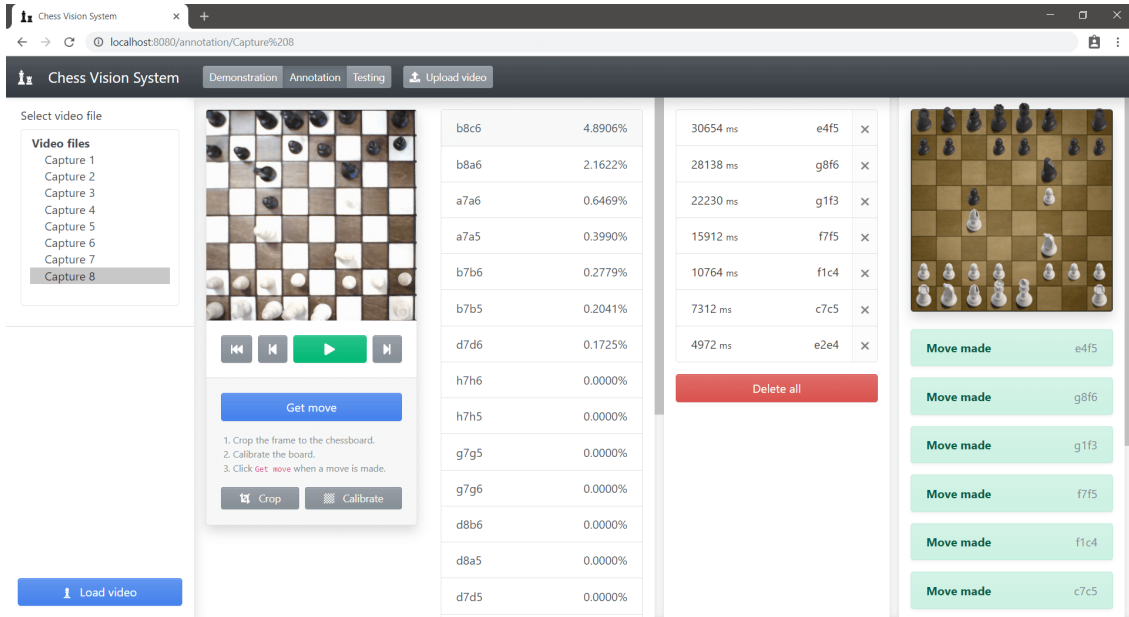 Chess Vision System
localhost:8080/annotation/Capture%208
Chess Vision System
Demonstration Annotation Testing Upload video
Select video file
Video files
Capture 1
Capture 2
Capture 3
Capture 4
Capture 5
Capture 6
Capture 7
Capture 8
Load video
Get move
1. Crop the frame to the chessboard.
2. Calibrate the board.
3. Click Get move when a move is made.
Crop Calibrate
b8c6 4.8906%
b8a6 2.1622%
a7a6 0.6469%
a7a5 0.3990%
b7b6 0.2779%
b7b5 0.2041%
d7d6 0.1725%
h7h6 0.0000%
h7h5 0.0000%
g7g5 0.0000%
g7g6 0.0000%
d8b6 0.0000%
d8a5 0.0000%
d7d5 0.0000%
30654 ms e4f5
28138 ms g8f6
22230 ms g1f3
15912 ms f7f5
10764 ms f1c4
7312 ms c7c5
4972 ms e2e4
Delete all
Move made e4f5
Move made g8f6
Move made g1f3
Move made f7f5
Move made f1c4
Move made c7c5